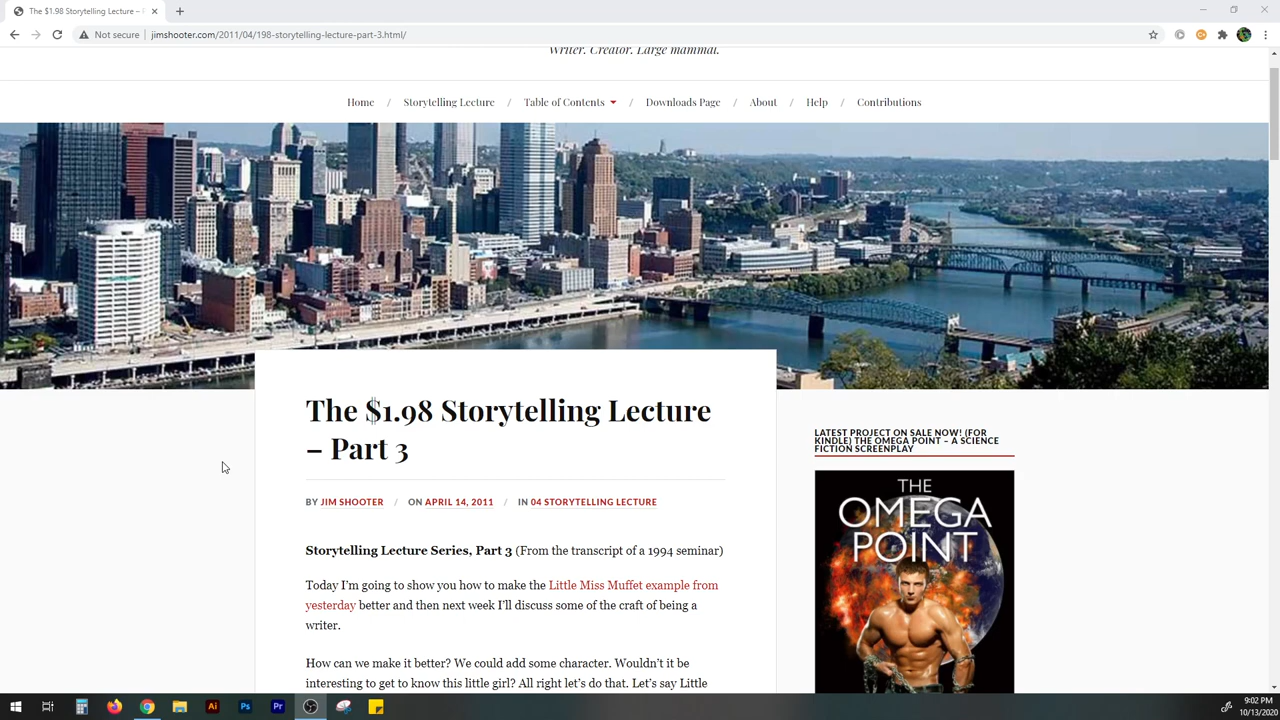 The $1.98 Storytelling Lecture –
Not secure
jimshooter.com/2011/04/198-storytelling-lecture-part-3.html/
Writer. Creator. Large mammal.
Home / Storytelling Lecture / Table of Contents / Downloads Page / About / Help / Contributions
The $1.98 Storytelling Lecture
– Part 3
BY JIM SHOOTER / ON APRIL 14, 2011 / IN 04 STORYTELLING LECTURE
Storytelling Lecture Series, Part 3 (From the transcript of a 1994 seminar)
Today I'm going to show you how to make the Little Miss Muffet example from
yesterday better and then next week I'll discuss some of the craft of being a
writer.
How can we make it better? We could add some character. Wouldn't it be
interesting to get to know this little girl? All right let's do that. Let's say Little
LATEST PROJECT ON SALE NOW! (FOR
KINDLE) THE OMEGA POINT – A SCIENCE
FICTION SCREENPLAY
THE
OMEGA
POINT
Ai
Ps
Pr
9:02 PM
10/13/2020